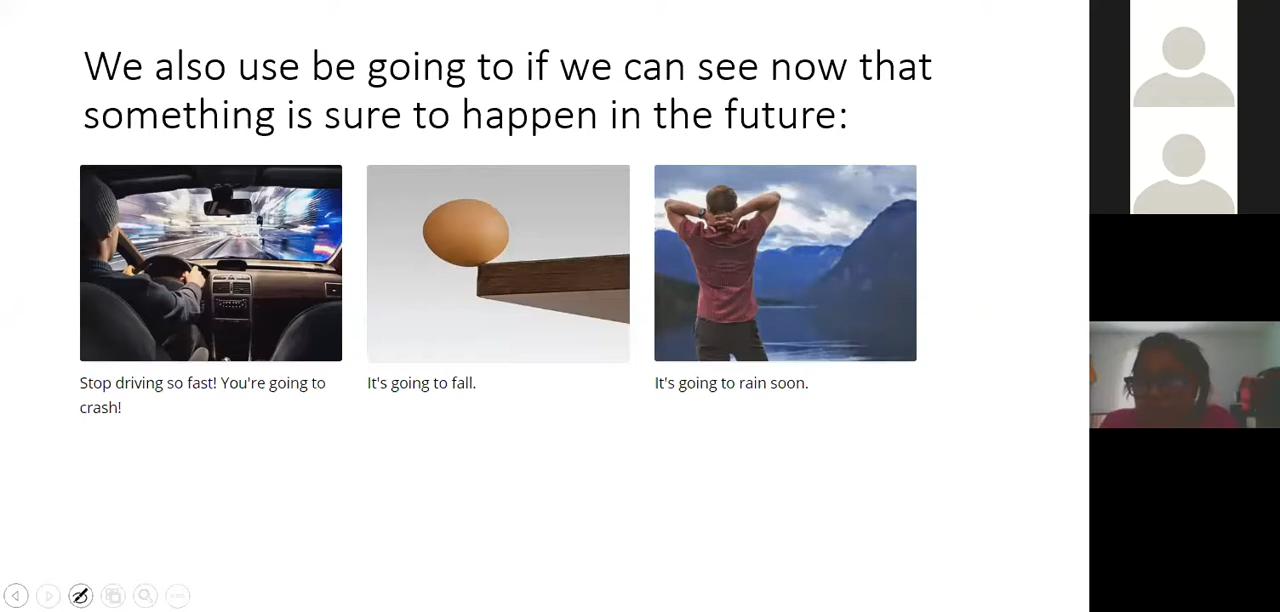 We also use be going to if we can see now that
something is sure to happen in the future:
Stop driving so fast! You're going to
crash!
It's going to fall.
It's going to rain soon.